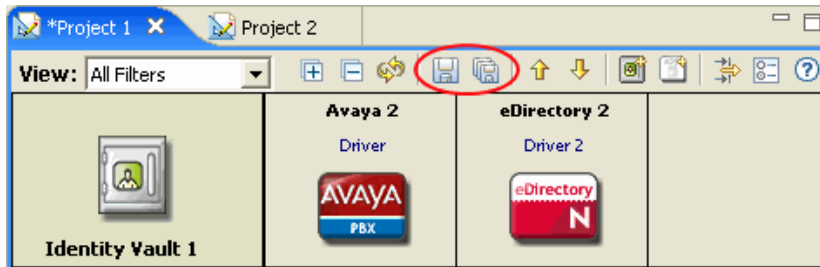 *Project 1
Project 2
View: All Filters
Avaya 2
eDirectory 2
Driver
Driver 2
AVAYA
PBX
eDirectory
N
Identity Vault 1